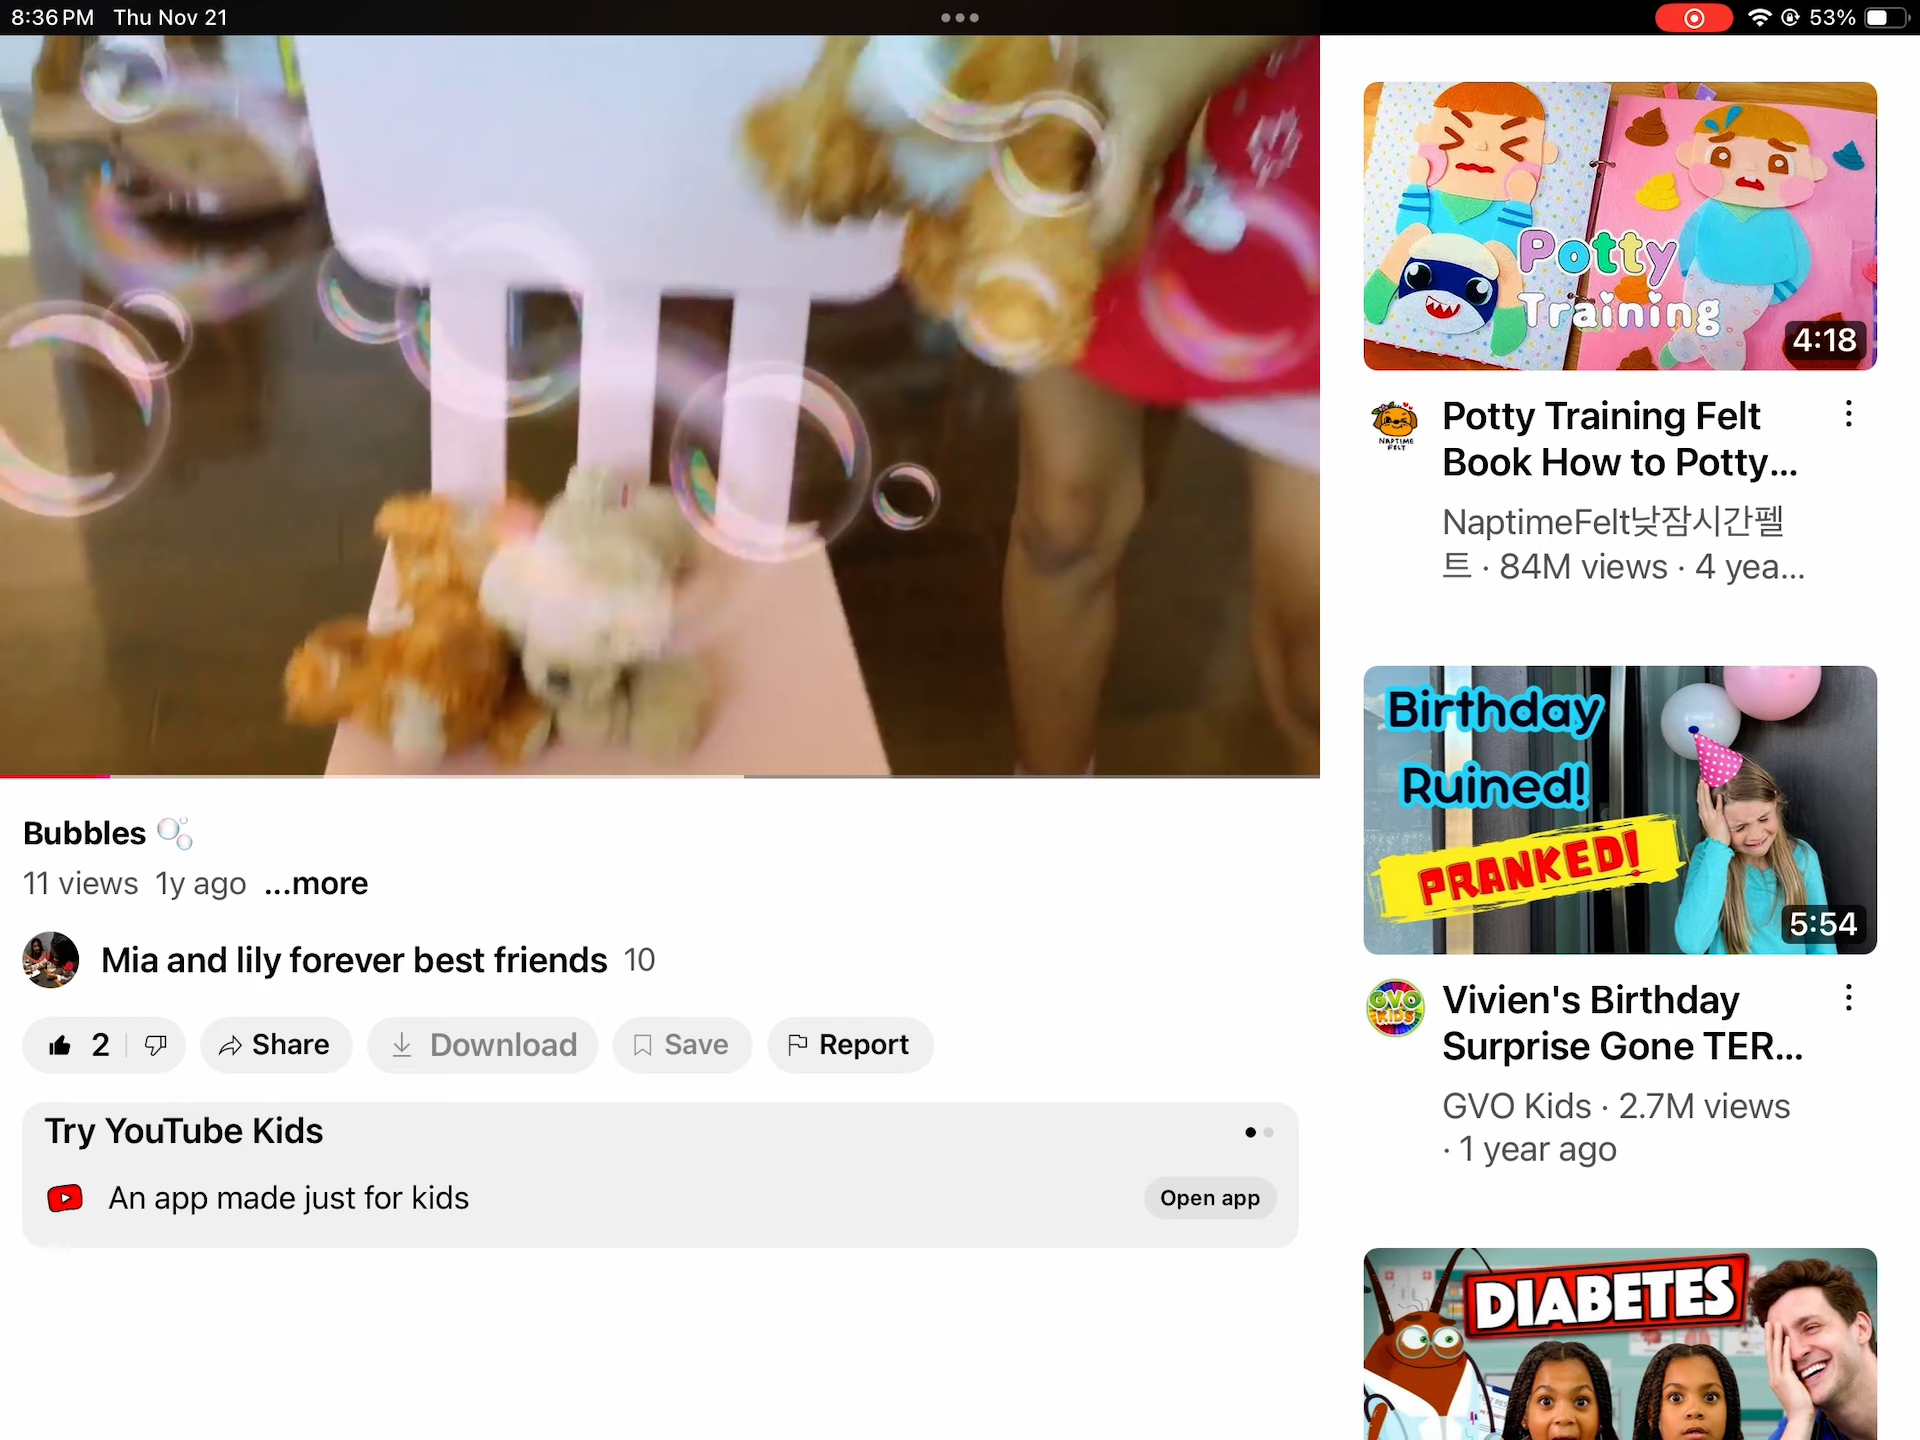 8:36 PM Thu Nov 21
53%
Potty
Training
4:18
NAPTIME
FELT
Potty Training Felt
Book How to Potty...
NaptimeFelt낮잠시간펠
트 · 84M views · 4 yea...
Birthday
Ruined!
PRANKED!
5:54
GVO
KIDS
Vivien's Birthday
Surprise Gone TER...
GVO Kids · 2.7M views
· 1 year ago
DIABETES
Bubbles
11 views 1y ago ...more
Mia and lily forever best friends 10
2
Share
Download
Save
Report
Try YouTube Kids
An app made just for kids
Open app